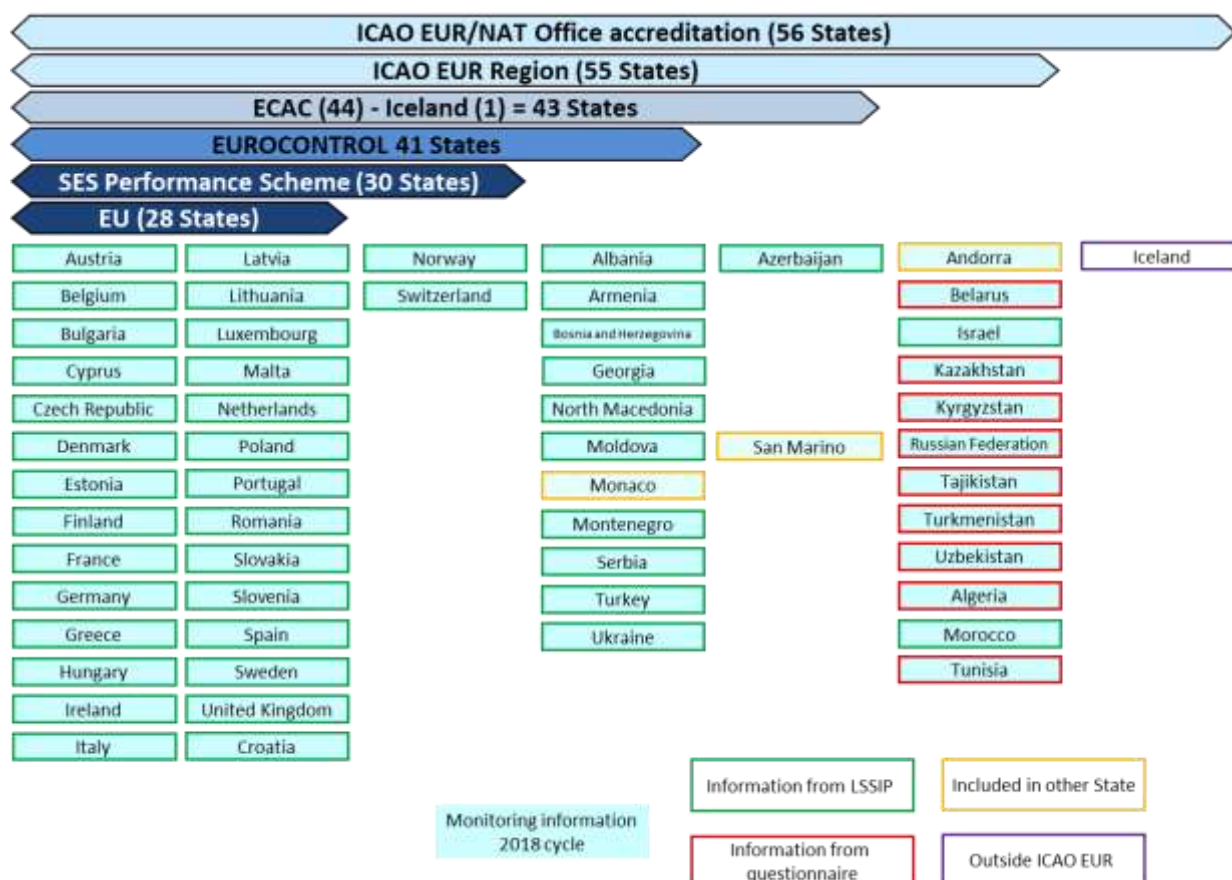 ICAO EUR/NAT Office accreditation (56 States)
ICAO EUR Region (55 States)
ECAC (44) - Iceland (1) = 43 States
EUROCONTROL 41 States
SES Performance Scheme (30 States)
EU (28 States)
Austria
Belgium
Bulgaria
Cyprus
Czech Republic
Denmark
Estonia
Finland
France
Germany
Greece
Hungary
Ireland
Italy
Latvia
Lithuania
Luxembourg
Malta
Netherlands
Poland
Portugal
Romania
Slovakia
Slovenia
Spain
Sweden
United Kingdom
Croatia
Norway
Switzerland
Albania
Armenia
Bosnia and Herzegovina
Georgia
North Macedonia
Moldova
Monaco
Montenegro
Serbia
Turkey
Ukraine
Azerbaijan
San Marino
Andorra
Belarus
Israel
Kazakhstan
Kyrgyzstan
Russian Federation
Tajikistan
Turkmenistan
Uzbekistan
Algeria
Morocco
Tunisia
Iceland
Monitoring information
2018 cycle
Information from LSSIP
Included in other State
Information from
questionnaire
Outside ICAO EUR